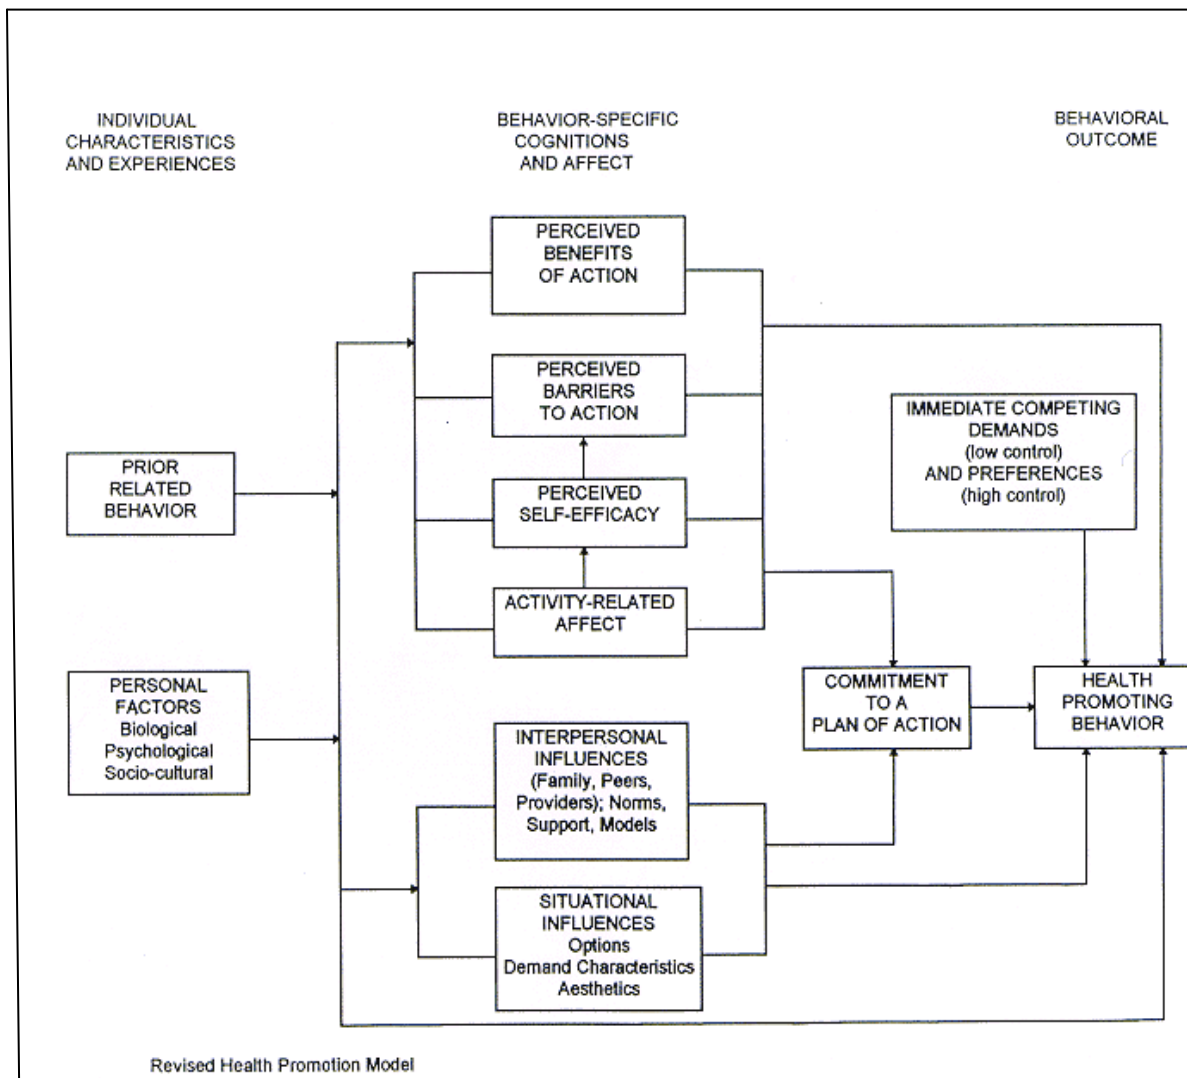 INDIVIDUAL
CHARACTERISTICS
AND EXPERIENCES
BEHAVIOR-SPECIFIC
COGNITIONS
AND AFFECT
BEHAVIORAL
OUTCOME
PERCEIVED
BENEFITS
OF ACTION
PERCEIVED
BARRIERS
TO ACTION
IMMEDIATE COMPETING
DEMANDS
(low control)
AND PREFERENCES
(high control)
PRIOR
RELATED
BEHAVIOR
PERCEIVED
SELF-EFFICACY
ACTIVITY-RELATED
AFFECT
PERSONAL
FACTORS
Biological
Psychological
Socio-cultural
COMMITMENT
TO A
PLAN OF ACTION
HEALTH
PROMOTING
BEHAVIOR
INTERPERSONAL
INFLUENCES
(Family, Peers,
Providers); Norms,
Support, Models
SITUATIONAL
INFLUENCES
Options
Demand Characteristics
Aesthetics
Revised Health Promotion Model